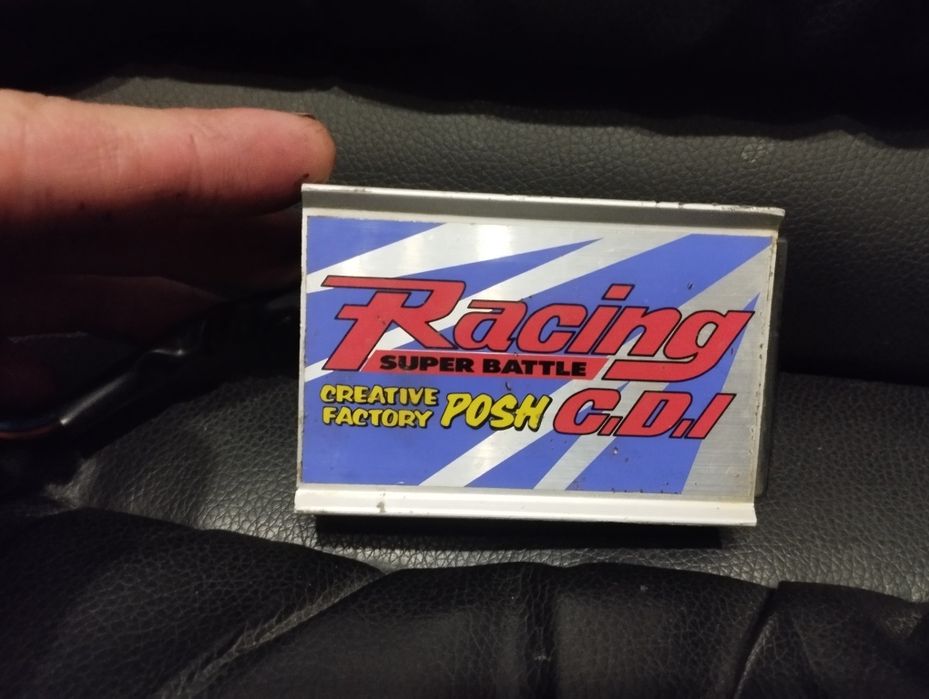 Racing
SUPER BATTLE
CREATIVE
FACTORY POSH C.D.I